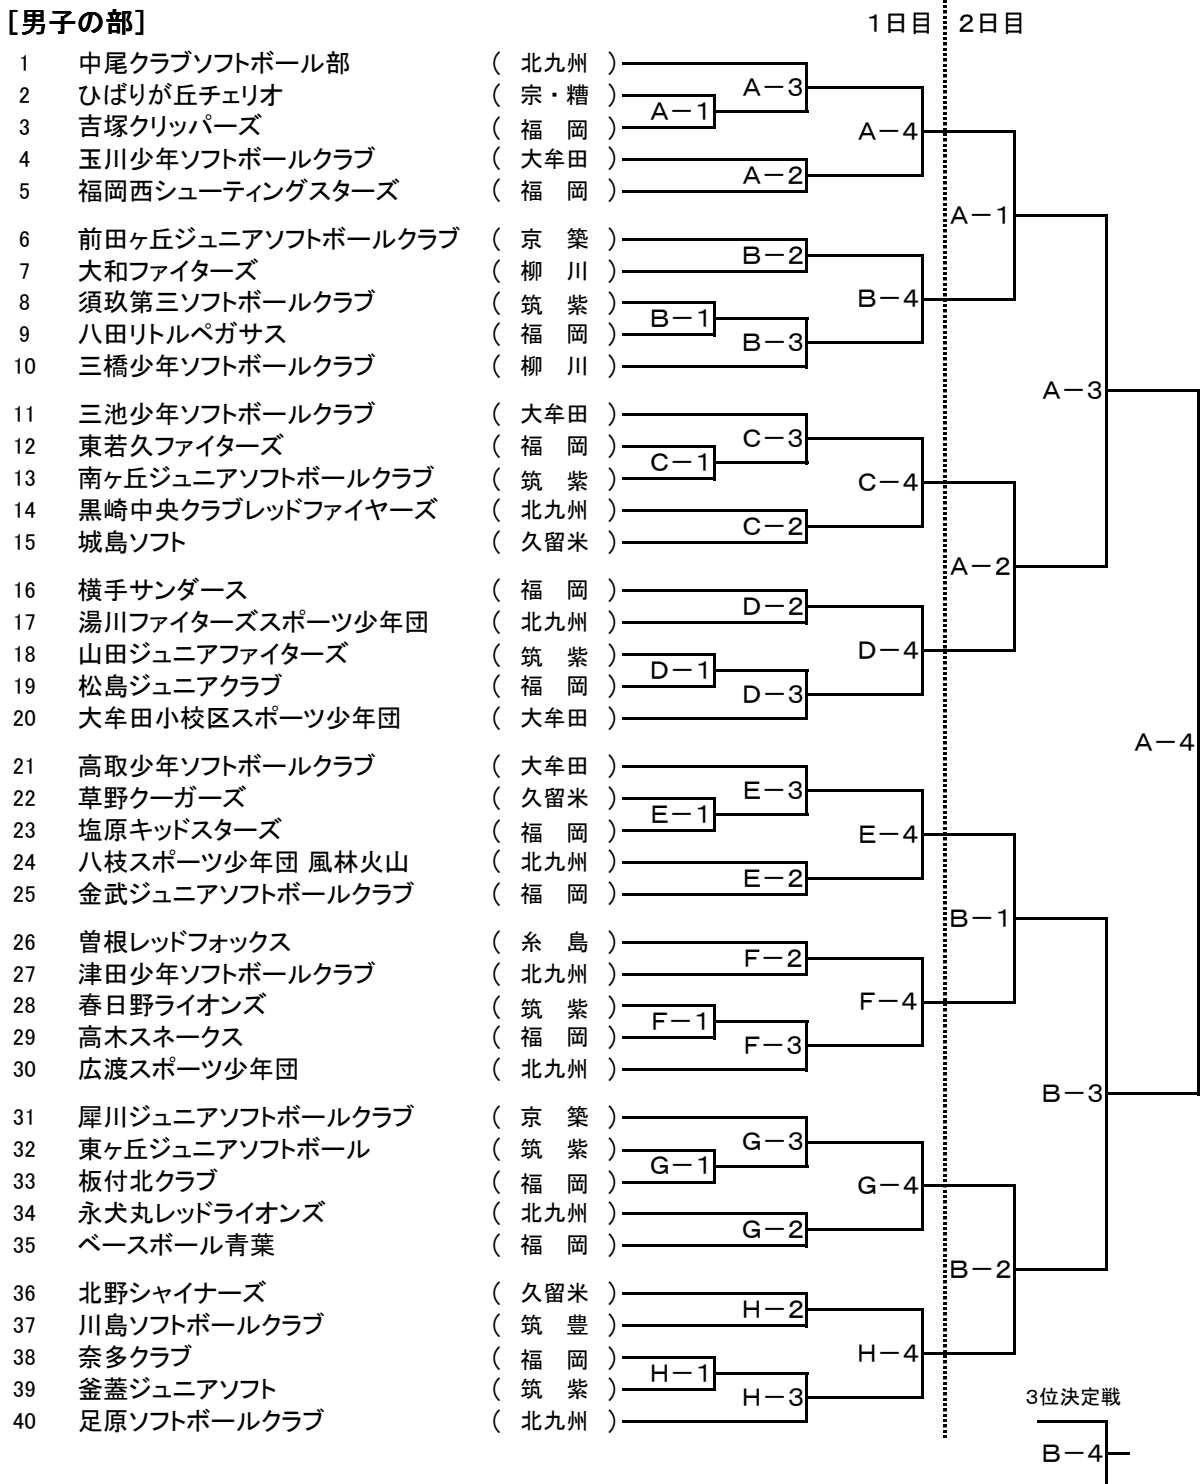 ［男子の部］ 1日目 2日目
1 中尾クラブソフトボール部 ( 北九州 )
A－3
2 ひばりが丘チェリオ ( 宗・糟 )
A－1
3 吉塚クリッパーズ ( 福 岡 )
A－4
4 玉川少年ソフトボールクラブ ( 大牟田 )
A－2
5 福岡西シューティングスターズ ( 福 岡 )
A－1
6 前田ヶ丘ジュニアソフトボールクラブ ( 京 築 )
B－2
7 大和ファイターズ ( 柳 川 )
B－4
8 須玖第三ソフトボールクラブ ( 筑 紫 )
B－1
9 八田リトルペガサス ( 福 岡 )
B－3
10 三橋少年ソフトボールクラブ ( 柳 川 )
A－3
11 三池少年ソフトボールクラブ ( 大牟田 )
C－3
12 東若久ファイターズ ( 福 岡 )
C－1
13 南ヶ丘ジュニアソフトボールクラブ ( 筑 紫 )
C－4
14 黒崎中央クラブレッドファイヤーズ ( 北九州 )
C－2
15 城島ソフト ( 久留米 )
A－2
16 横手サンダース ( 福 岡 )
D－2
17 湯川ファイターズスポーツ少年団 ( 北九州 )
D－4
18 山田ジュニアファイターズ ( 筑 紫 )
D－1
19 松島ジュニアクラブ ( 福 岡 )
D－3
20 大牟田小校区スポーツ少年団 ( 大牟田 )
A－4
21 高取少年ソフトボールクラブ ( 大牟田 )
E－3
22 草野クーガーズ ( 久留米 )
E－1
23 塩原キッドスターズ ( 福 岡 )
E－4
24 八枝スポーツ少年団 風林火山 ( 北九州 )
E－2
25 金武ジュニアソフトボールクラブ ( 福 岡 )
B－1
26 曽根レッドフォックス ( 糸 島 )
F－2
27 津田少年ソフトボールクラブ ( 北九州 )
F－4
28 春日野ライオンズ ( 筑 紫 )
F－1
29 高木スネークス ( 福 岡 )
F－3
30 広渡スポーツ少年団 ( 北九州 )
B－3
31 犀川ジュニアソフトボールクラブ ( 京 築 )
G－3
32 東ヶ丘ジュニアソフトボール ( 筑 紫 )
G－1
33 板付北クラブ ( 福 岡 )
G－4
34 永犬丸レッドライオンズ ( 北九州 )
G－2
35 ベースボール青葉 ( 福 岡 )
B－2
36 北野シャイナーズ ( 久留米 )
H－2
37 川島ソフトボールクラブ ( 筑 豊 )
H－4
38 奈多クラブ ( 福 岡 )
H－1
39 釜蓋ジュニアソフト ( 筑 紫 )
H－3
3位決定戦
40 足原ソフトボールクラブ ( 北九州 )
B－4